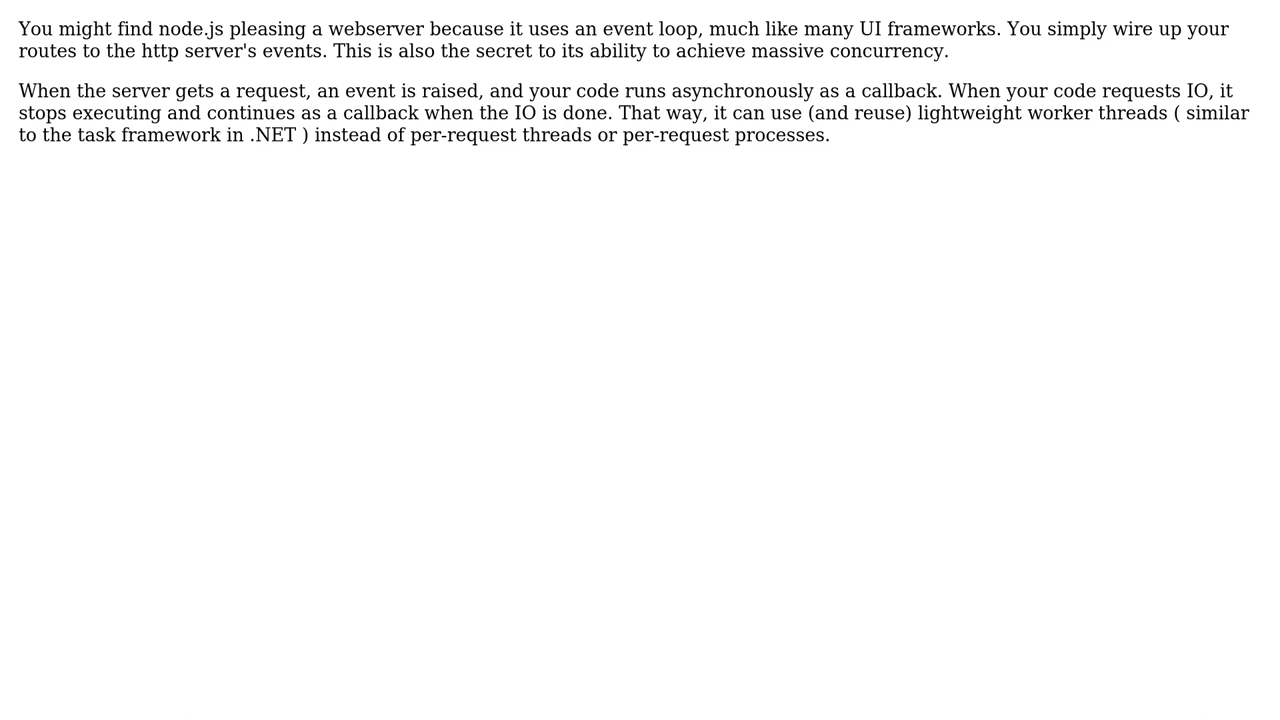 You might find node.js pleasing a webserver because it uses an event loop, much like many UI frameworks. You simply wire up your
routes to the http server's events. This is also the secret to its ability to achieve massive concurrency.
When the server gets a request, an event is raised, and your code runs asynchronously as a callback. When your code requests IO, it
stops executing and continues as a callback when the IO is done. That way, it can use (and reuse) lightweight worker threads ( similar
to the task framework in .NET ) instead of per-request threads or per-request processes.